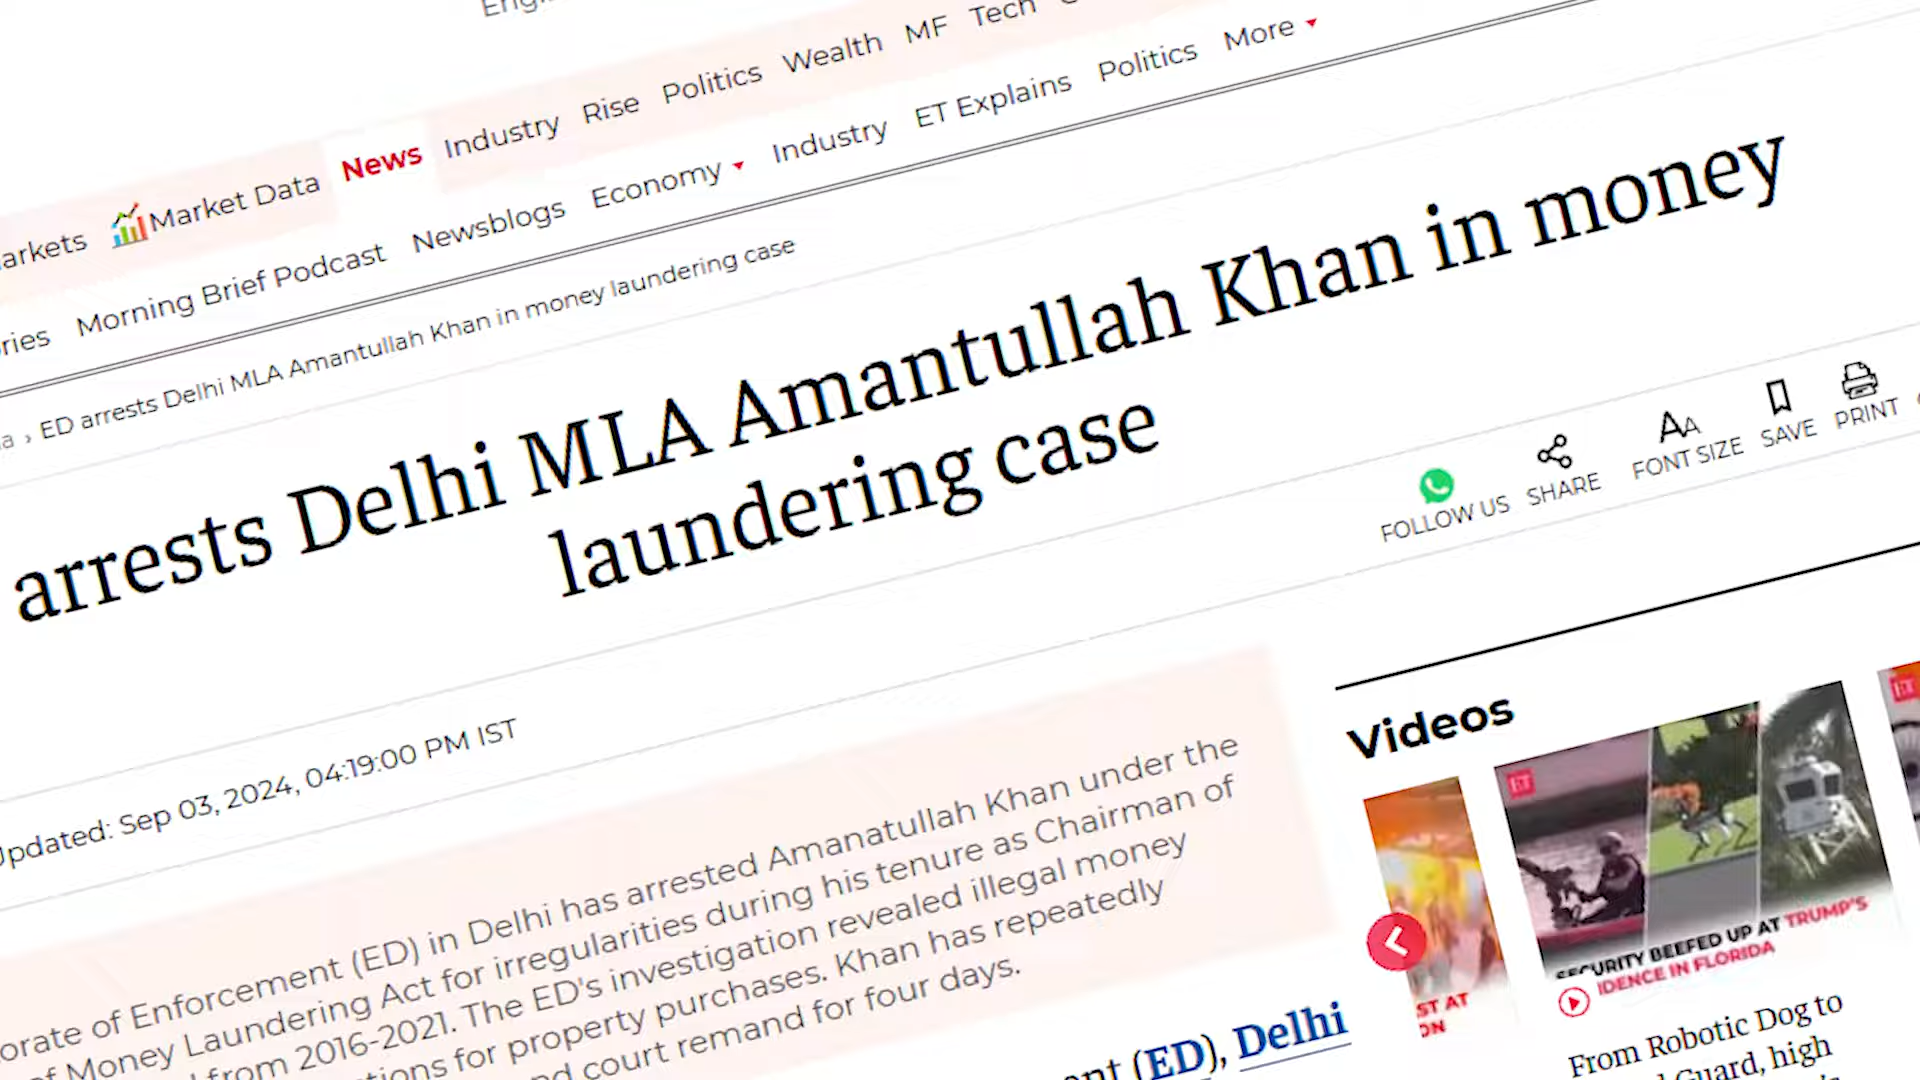 Market Data News Industry Rise Politics Wealth MF Tech
Morning Brief Podcast Newsblogs Economy Industry ET Explains Politics More
› ED arrests Delhi MLA Amantullah Khan in money laundering case
arrests Delhi MLA Amantullah Khan in money
laundering case
FOLLOW US SHARE FONT SIZE SAVE PRINT
Updated: Sep 03, 2024, 04:19:00 PM IST
of Enforcement (ED) in Delhi has arrested Amanatullah Khan under the
of Money Laundering Act for irregularities during his tenure as Chairman of
from 2016-2021. The ED's investigation revealed illegal money
for property purchases. Khan has repeatedly
court remand for four days.
(ED), Delhi
Videos
ET
SECURITY BEEFED UP AT TRUMP'S
IDENCE IN FLORIDA
ST AT
ON
From Robotic Dog to
Guard, high